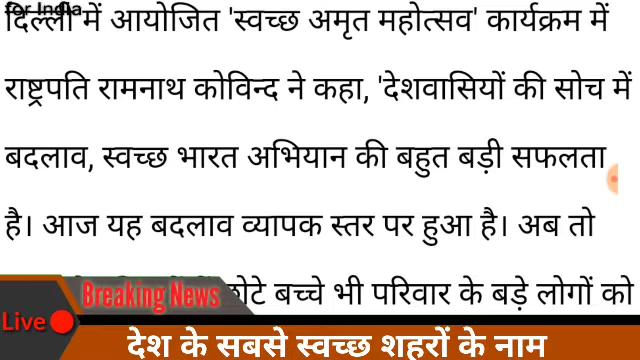 for India
दिल्ली में आयोजित 'स्वच्छ अमृत महोत्सव' कार्यक्रम में
राष्ट्रपति रामनाथ कोविन्द ने कहा, 'देशवासियों की सोच में
बदलाव, स्वच्छ भारत अभियान की बहुत बड़ी सफलता
है। आज यह बदलाव व्यापक स्तर पर हुआ है। अब तो
छोटे बच्चे भी परिवार के बड़े लोगों को
Breaking News
Live
देश के सबसे स्वच्छ शहरों के नाम